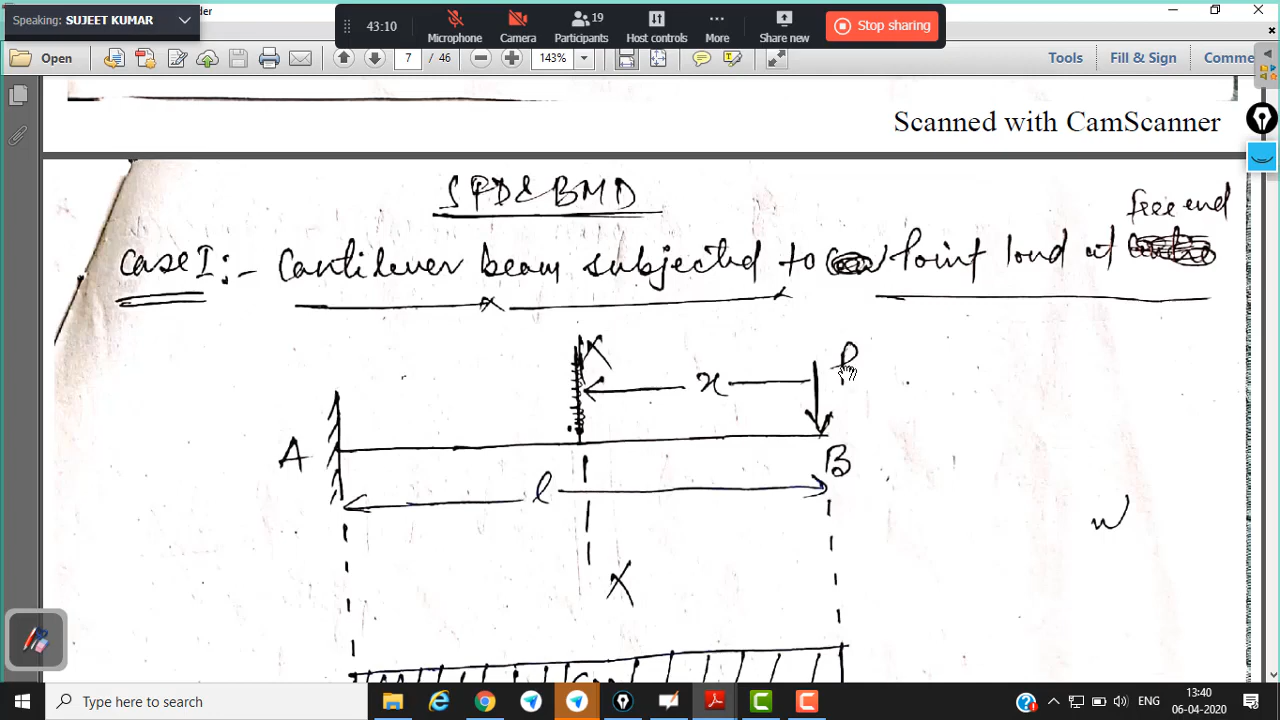 Speaking: SUJEET KUMAR
43:10
Microphone
Camera
19
Participants
Host controls
More
Share new
Stop sharing
Open
7 / 46
143%
Tools
Fill & Sign
Comme
Scanned with CamScanner
SFD & BMD
free end
Case I :- Cantilever beam subjected to Point load at
X
x
P
A
B
l
w
X
Type here to search
ENG
13:40
06-04-2020